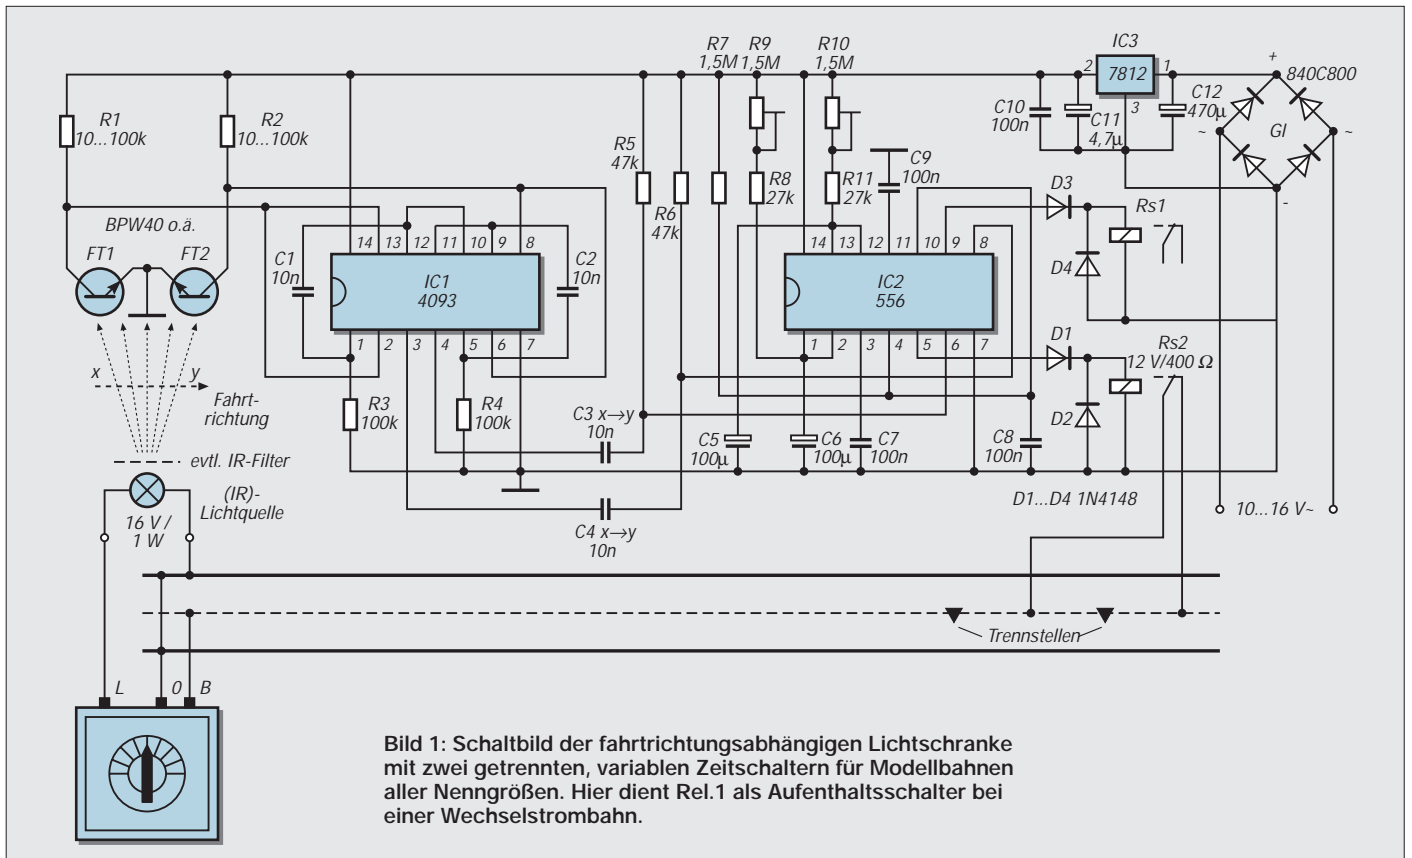 R7
1,5M
R9
1,5M
R10
1,5M
IC3
2
7812
1
3
+
840C800
C12
470µ
C10
100n
C11
4,7µ
~
GI
~
-
R1
10...100k
R2
10...100k
R5
47k
R6
47k
R8
27k
R11
27k
C9
100n
D3
Rs1
D4
BPW40 o.ä.
FT1
FT2
C1
10n
14
13
12
11
10
9
8
IC1
4093
1
2
3
4
5
6
7
C2
10n
14
13
12
11
10
9
8
IC2
556
1
2
3
4
5
6
7
D1
Rs2
12 V/400 Ω
D2
x
y
Fahrt-
richtung
R3
100k
R4
100k
C3 x→y
10n
C5
100µ
C6
100µ
C7
100n
C8
100n
evtl. IR-Filter
(IR)-
Lichtquelle
16 V /
1 W
C4 x→y
10n
D1...D4 1N4148
10...16 V~
Trennstellen
L
0
B
Bild 1: Schaltbild der fahrtrichtungsabhängigen Lichtschranke
mit zwei getrennten, variablen Zeitschaltern für Modellbahnen
aller Nenngrößen. Hier dient Rel.1 als Aufenthaltsschalter bei
einer Wechselstrombahn.